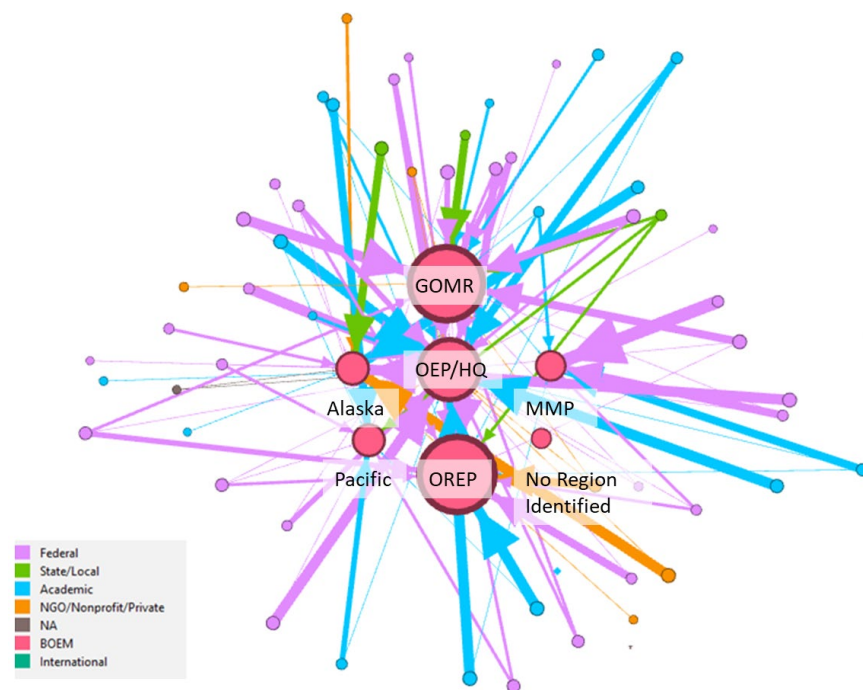 GOMR
OEP/HQ
Alaska
MMP
Pacific
OREP
No Region
Identified
Federal
State/Local
Academic
NGO/Nonprofit/Private
NA
BOEM
International